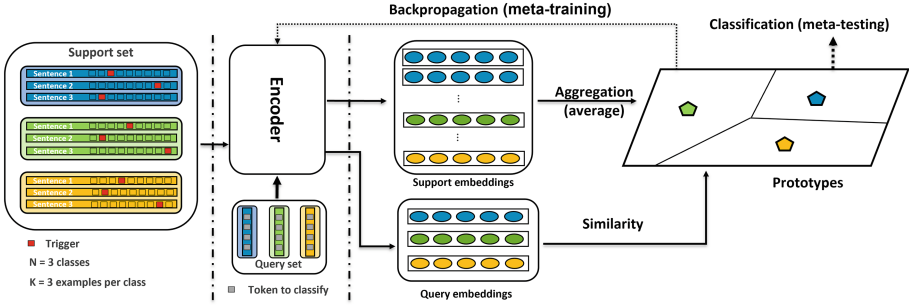 Backpropagation (meta-training)
Classification (meta-testing)
Support set
Sentence 1
Sentence 2
Sentence 3
Sentence 1
Sentence 2
Sentence 3
Sentence 1
Sentence 2
Sentence 3
Trigger
N = 3 classes
K = 3 examples per class
Encoder
Query set
Token to classify
...
...
Support embeddings
Query embeddings
Aggregation
(average)
Similarity
Prototypes